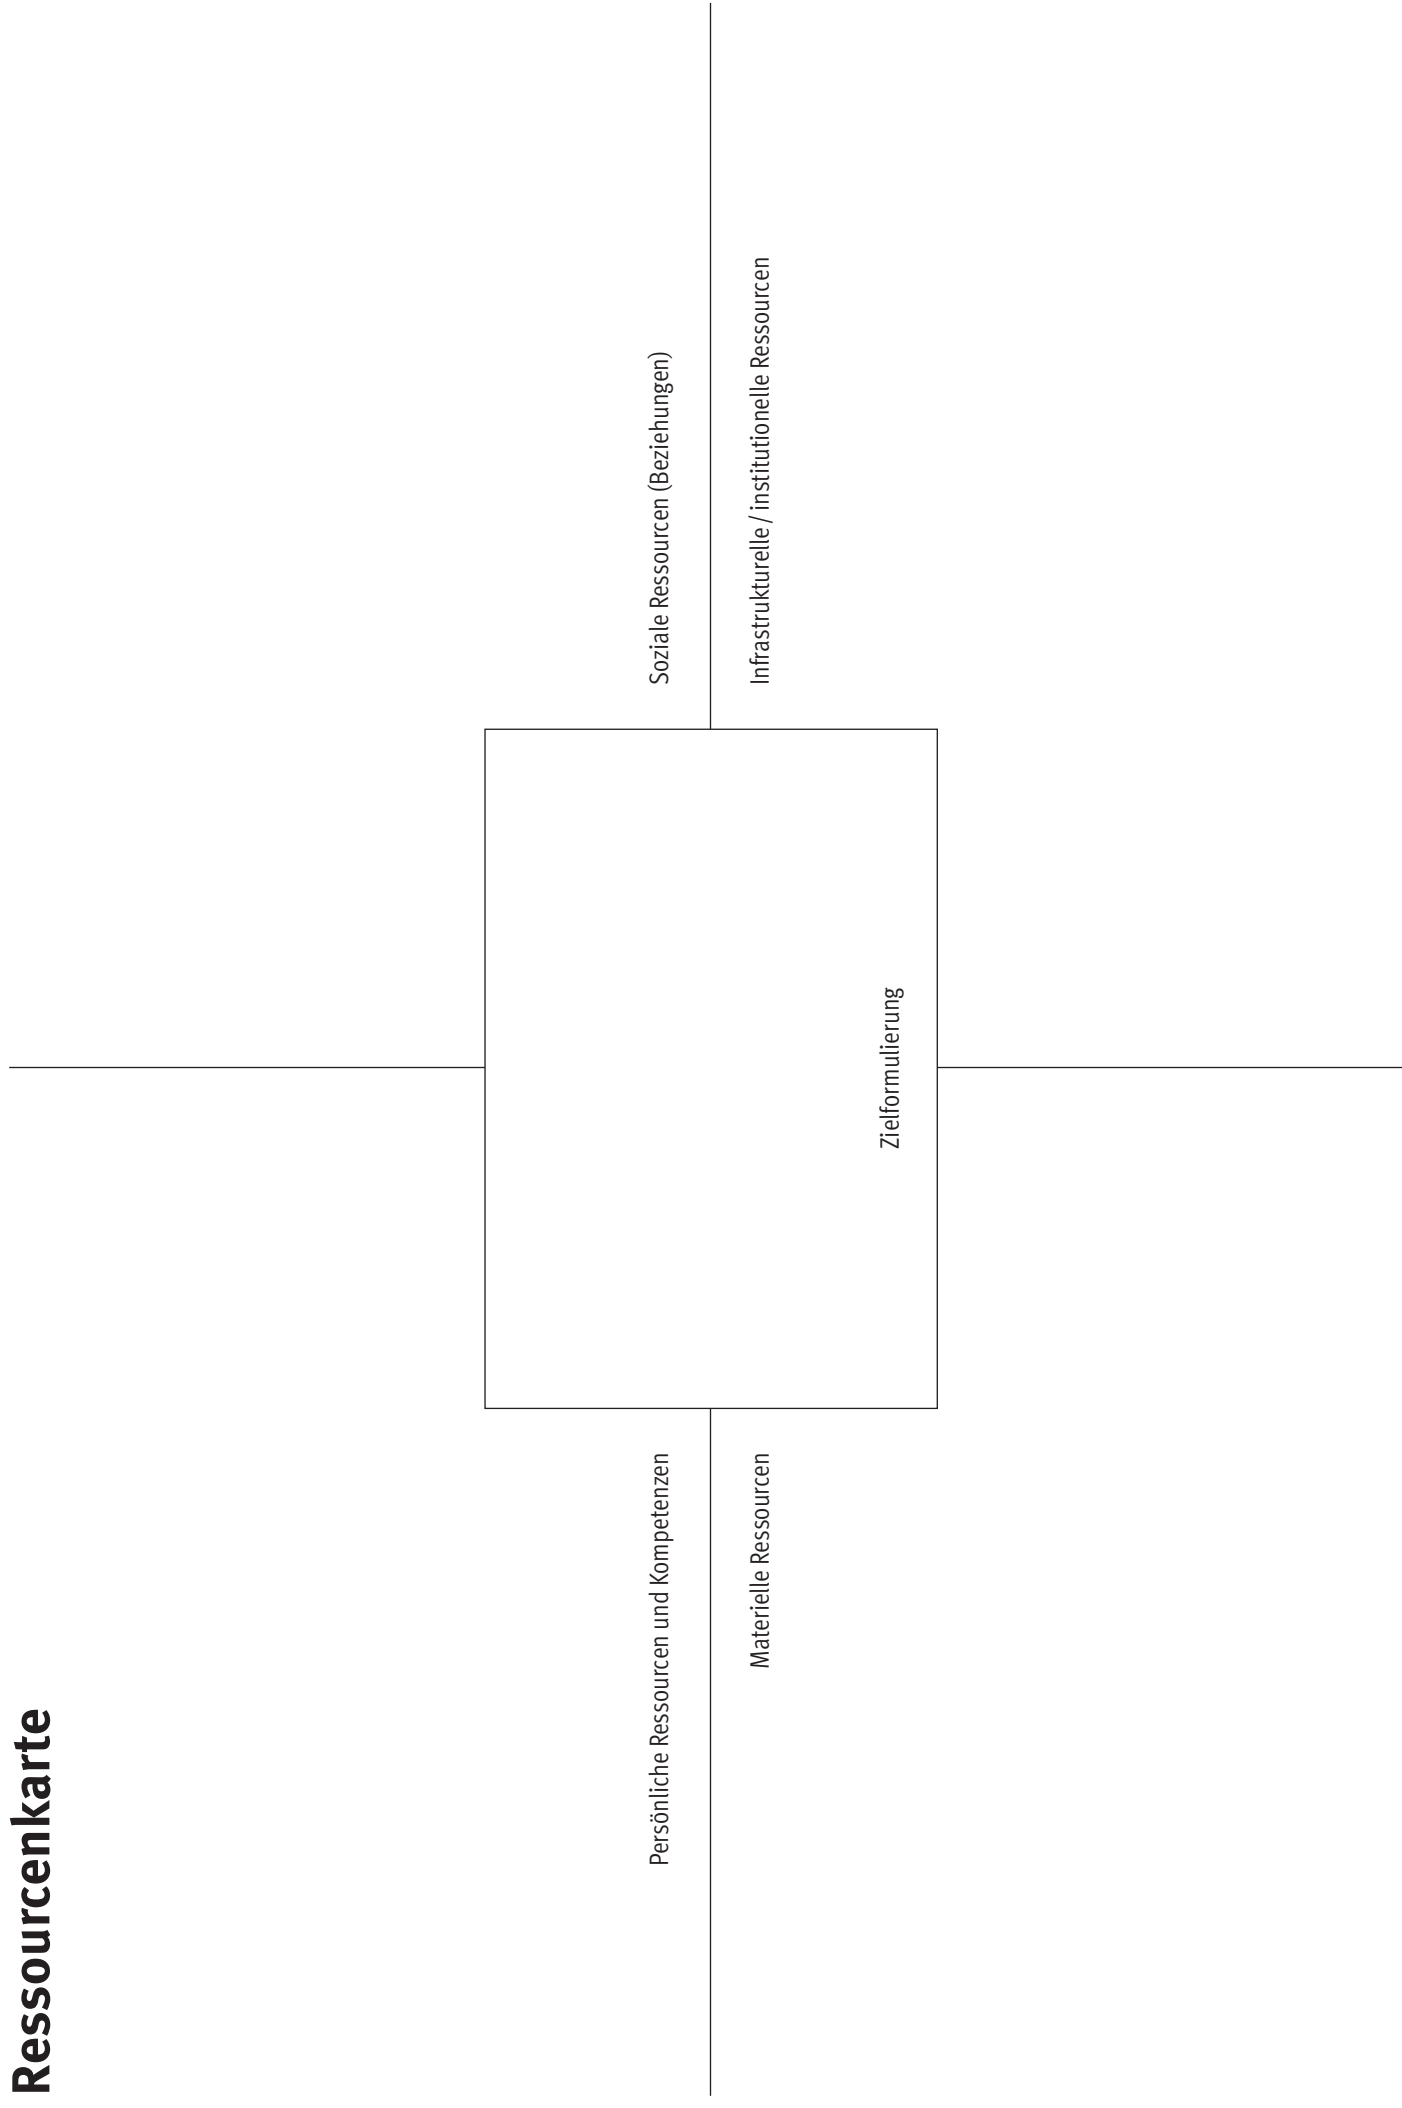 Ressourcenkarte
Persönliche Ressourcen und Kompetenzen
Soziale Ressourcen (Beziehungen)
Materielle Ressourcen
Infrastrukturelle / institutionelle Ressourcen
Zielformulierung